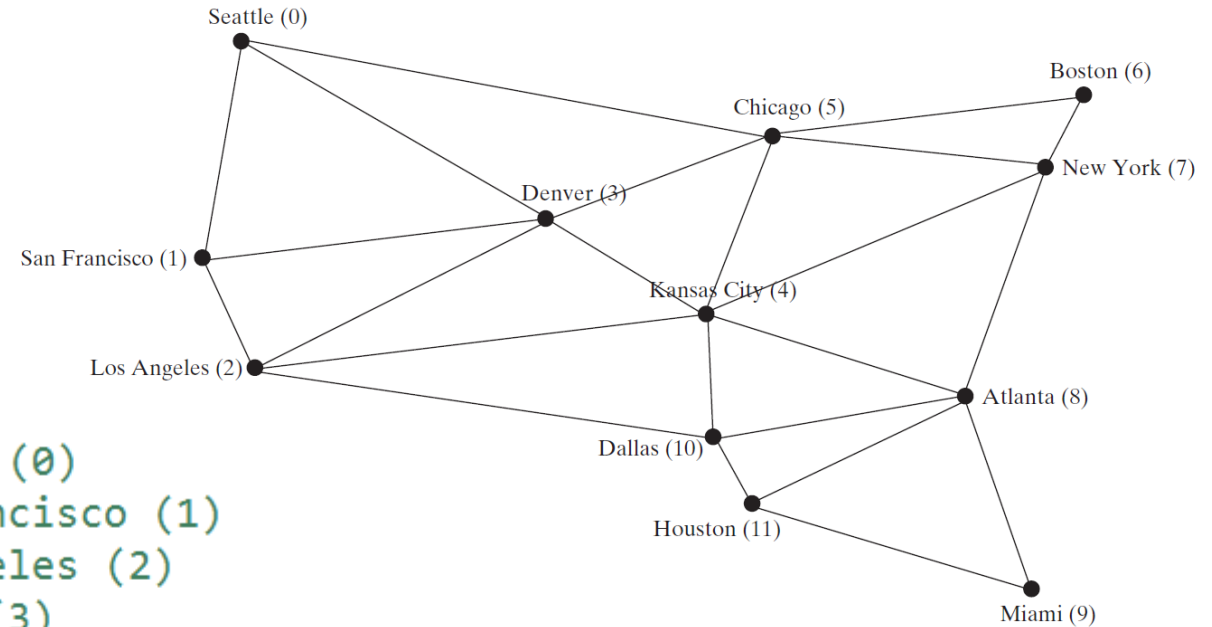 Seattle (0)
Boston (6)
Chicago (5)
New York (7)
Denver (3)
San Francisco (1)
Kansas City (4)
Los Angeles (2)
Atlanta (8)
Dallas (10)
Houston (11)
Miami (9)
(0)
ncisco (1)
eles (2)
(3)